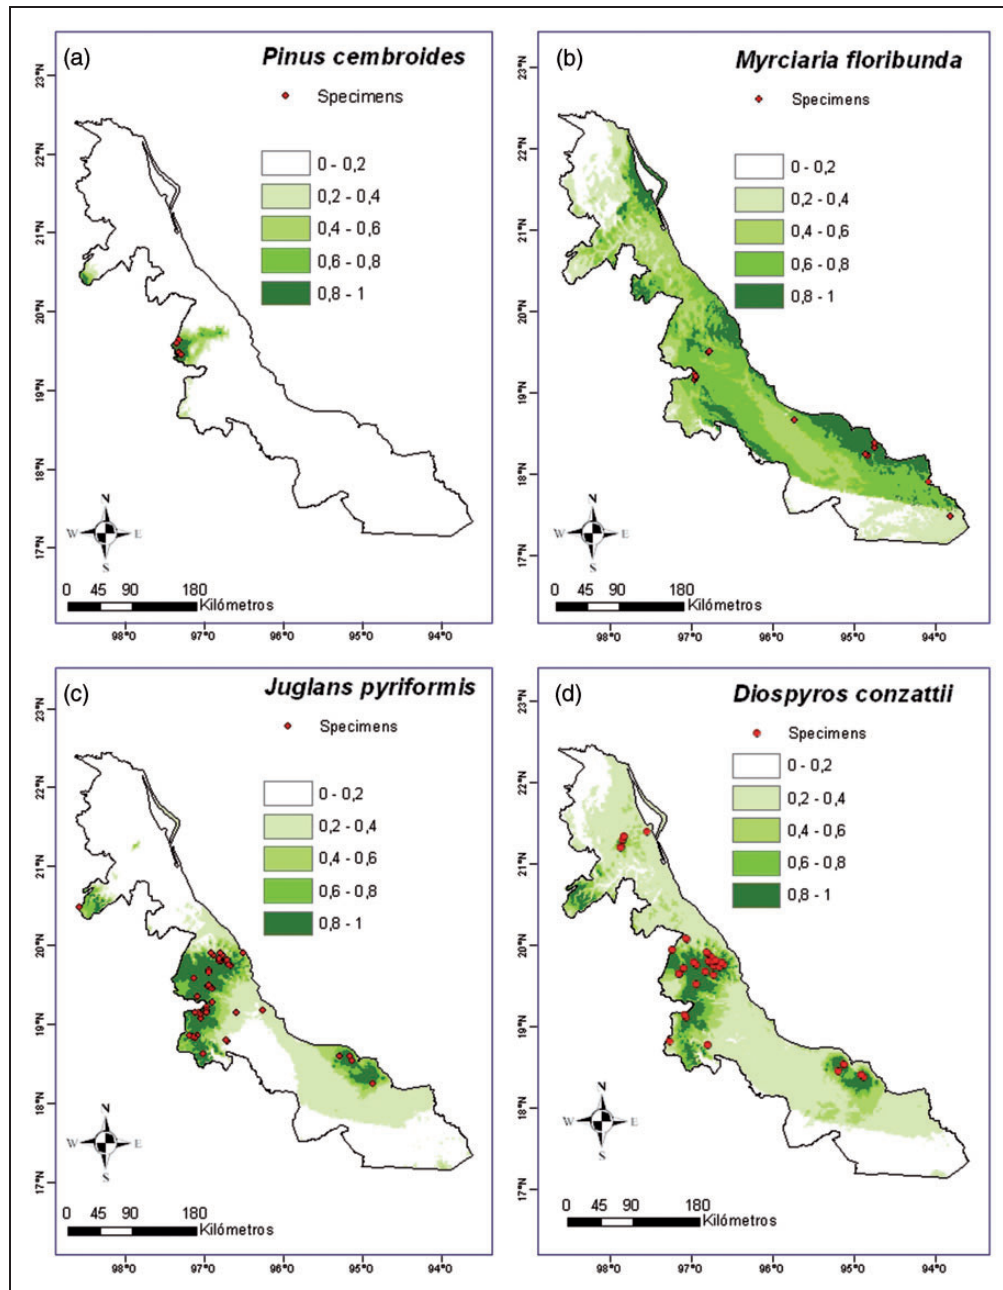 (a)
Pinus cembroides
Specimens
0 - 0,2
0,2 - 0,4
0,4 - 0,6
0,6 - 0,8
0,8 - 1
23°N
22°N
21°N
20°N
19°N
18°N
17°N
N
W E
S
0 45 90 180
Kilómetros
98°0 97°0 96°0 95°0 94°0
(b)
Myrciaria floribunda
Specimens
0 - 0,2
0,2 - 0,4
0,4 - 0,6
0,6 - 0,8
0,8 - 1
23°N
22°N
21°N
20°N
19°N
18°N
17°N
N
W E
S
0 45 90 180
Kilómetros
98°0 97°0 96°0 95°0 94°0
(c)
Juglans pyriformis
Specimens
0 - 0,2
0,2 - 0,4
0,4 - 0,6
0,6 - 0,8
0,8 - 1
23°N
22°N
21°N
20°N
19°N
18°N
17°N
N
W E
S
0 45 90 180
Kilómetros
98°0 97°0 96°0 95°0 94°0
(d)
Diospyros conzattii
Specimens
0 - 0,2
0,2 - 0,4
0,4 - 0,6
0,6 - 0,8
0,8 - 1
23°N
22°N
21°N
20°N
19°N
18°N
17°N
N
W E
S
0 45 90 180
Kilómetros
98°0 97°0 96°0 95°0 94°0